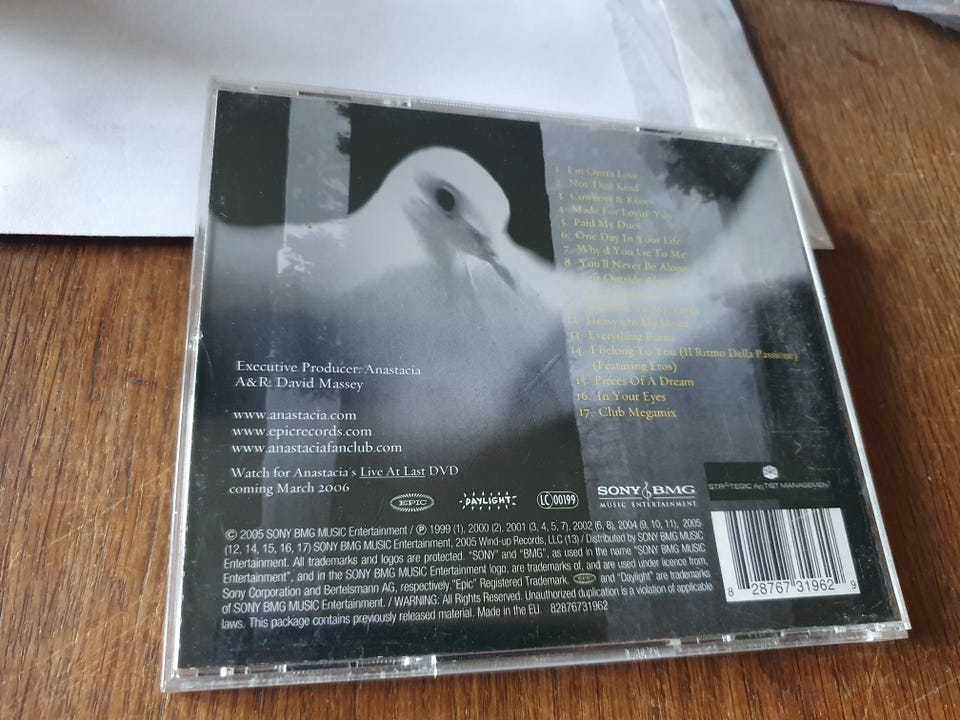 1. I'm Outta Love
2. Not That Kind
3. Cowboys & Kisses
4. Made For Lovin' You
5. Paid My Dues
6. One Day In Your Life
7. Why'd You Lie To Me
8. You'll Never Be Alone
Left Outside Alone
12. Heavy On My Heart
13. Everything Burns
14. I Belong To You (Il Ritmo Della Passione)
(Featuring Eros)
15. Pieces Of A Dream
16. In Your Eyes
17. Club Megamix
Executive Producer: Anastacia
A&R: David Massey
www.anastacia.com
www.epicrecords.com
www.anastaciafanclub.com
Watch for Anastacia's Live At Last DVD
coming March 2006
EPIC
DAYLIGHT
LC 00199
SONY BMG
MUSIC ENTERTAINMENT
STRATEGIC ARTIST MANAGEMENT
© 2005 SONY BMG MUSIC Entertainment / ℗ 1999 (1), 2000 (2), 2001 (3, 4, 5, 7), 2002 (6, 8), 2004 (9, 10, 11), 2005
(12, 14, 15, 16, 17) SONY BMG MUSIC Entertainment, 2005 Wind-up Records, LLC (13) / Distributed by SONY BMG MUSIC
Entertainment. All trademarks and logos are protected. "SONY" and "BMG", as used in the name "SONY BMG MUSIC
Entertainment", and in the SONY BMG MUSIC Entertainment logo, are trademarks of, and are used under licence from,
Sony Corporation and Bertelsmann AG, respectively. "Epic" Registered Trademark. EPIC and "Daylight" are trademarks
of SONY BMG MUSIC Entertainment. / WARNING: All Rights Reserved. Unauthorized duplication is a violation of applicable
laws. This package contains previously released material. Made in the EU. 82876731962
8 28767 31962 9